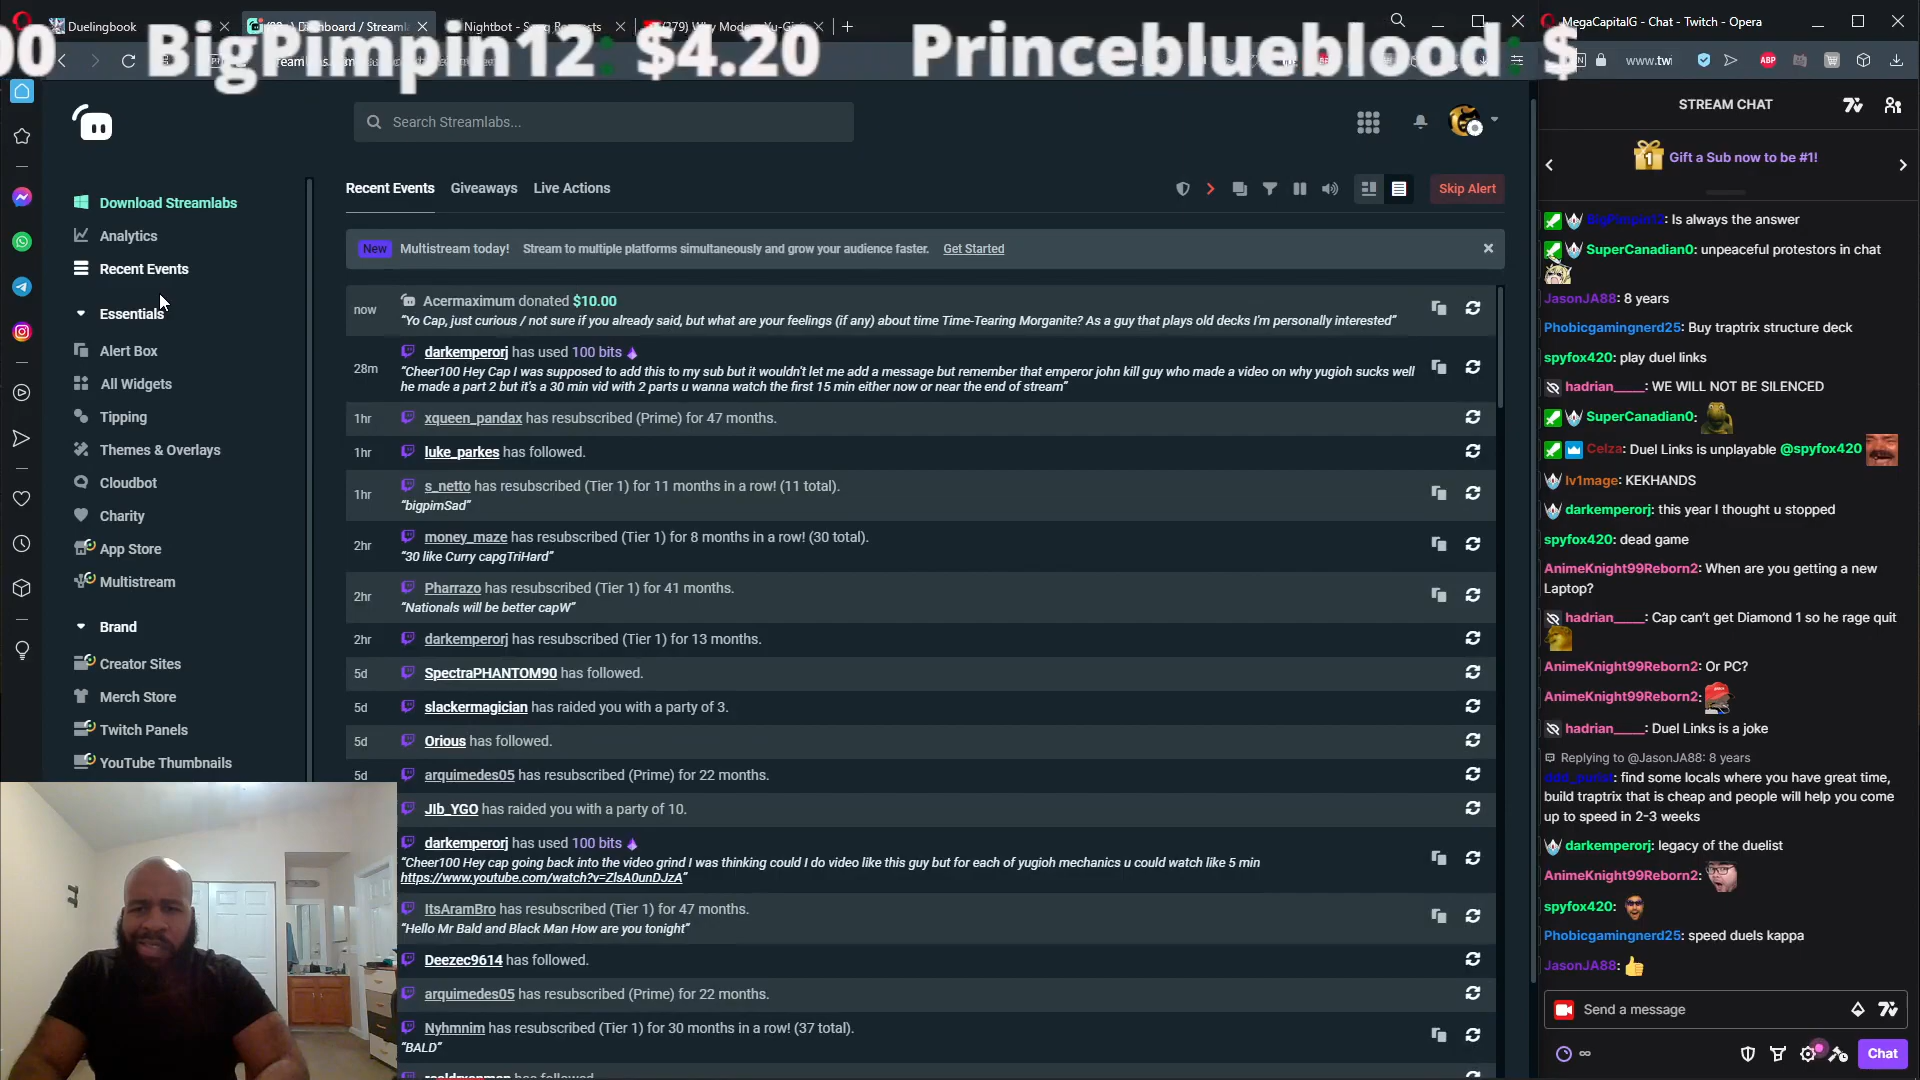 Duelingbook
Dashboard / Streaml
Nightbot - Song Requests
(279) Why Modern Yu-Gi
MegaCapitalG - Chat - Twitch - Opera
00 BigPimpin12: $4.20 Princeblueblood: $
www.twi
ABP
Search Streamlabs...
STREAM CHAT
1 Gift a Sub now to be #1!
Download Streamlabs
Analytics
Recent Events
Essentials
Alert Box
All Widgets
Tipping
Themes & Overlays
Cloudbot
Charity
App Store
Multistream
Brand
Creator Sites
Merch Store
Twitch Panels
YouTube Thumbnails
Recent Events Giveaways Live Actions
Skip Alert
New Multistream today! Stream to multiple platforms simultaneously and grow your audience faster. Get Started
now Acermaximum donated $10.00
“Yo Cap, just curious / not sure if you already said, but what are your feelings (if any) about time Time-Tearing Morganite? As a guy that plays old decks I'm personally interested”
28m darkemperorj has used 100 bits
“Cheer100 Hey Cap I was supposed to add this to my sub but it wouldn't let me add a message but remember that emperor john kill guy who made a video on why yugioh sucks well
he made a part 2 but it's a 30 min vid with 2 parts u wanna watch the first 15 min either now or near the end of stream”
1hr xqueen_pandax has resubscribed (Prime) for 47 months.
1hr luke_parkes has followed.
1hr s_netto has resubscribed (Tier 1) for 11 months in a row! (11 total).
“bigpimSad”
2hr money_maze has resubscribed (Tier 1) for 8 months in a row! (30 total).
“30 like Curry capgTriHard”
2hr Pharrazo has resubscribed (Tier 1) for 41 months.
“Nationals will be better capW”
2hr darkemperorj has resubscribed (Tier 1) for 13 months.
5d SpectraPHANTOM90 has followed.
5d slackermagician has raided you with a party of 3.
5d Orious has followed.
5d arquimedes05 has resubscribed (Prime) for 22 months.
JIb_YGO has raided you with a party of 10.
darkemperorj has used 100 bits
“Cheer100 Hey cap going back into the video grind I was thinking could I do video like this guy but for each of yugioh mechanics u could watch like 5 min
https://www.youtube.com/watch?v=ZlsA0unDJzA”
ItsAramBro has resubscribed (Tier 1) for 47 months.
“Hello Mr Bald and Black Man How are you tonight”
Deezec9614 has followed.
arquimedes05 has resubscribed (Prime) for 22 months.
Nyhmnim has resubscribed (Tier 1) for 30 months in a row! (37 total).
“BALD”
has followed.
BigPimpin12: Is always the answer
SuperCanadian0: unpeaceful protestors in chat
JasonJA88: 8 years
Phobicgamingnerd25: Buy traptrix structure deck
spyfox420: play duel links
hadrian____: WE WILL NOT BE SILENCED
SuperCanadian0:
Celza: Duel Links is unplayable @spyfox420
lv1mage: KEKHANDS
darkemperorj: this year I thought u stopped
spyfox420: dead game
AnimeKnight99Reborn2: When are you getting a new
Laptop?
hadrian____: Cap can't get Diamond 1 so he rage quit
AnimeKnight99Reborn2: Or PC?
AnimeKnight99Reborn2:
hadrian____: Duel Links is a joke
Replying to @JasonJA88: 8 years
find some locals where you have great time,
build traptrix that is cheap and people will help you come
up to speed in 2-3 weeks
darkemperorj: legacy of the duelist
AnimeKnight99Reborn2:
spyfox420:
Phobicgamingnerd25: speed duels kappa
JasonJA88:
Send a message
Chat